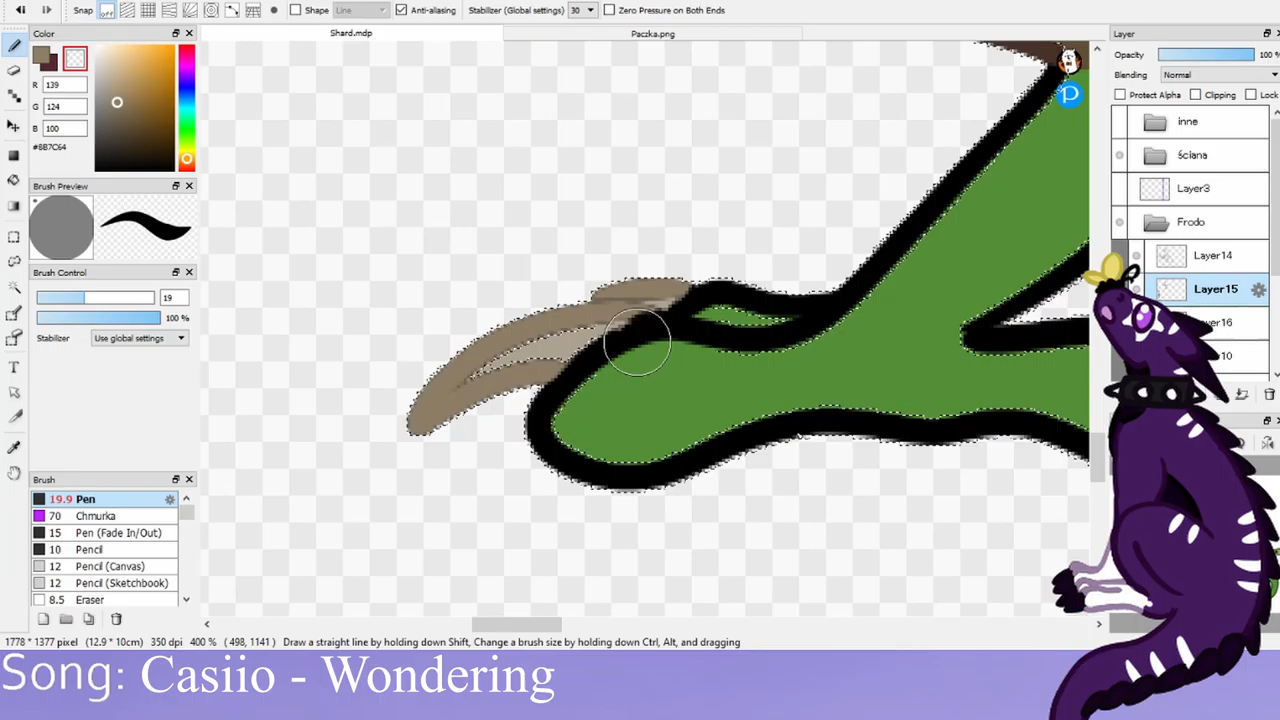 Snap off Shape Line Anti-aliasing Stabilizer (Global settings) 30 Zero Pressure on Both Ends
Color
Shard.mdp
Paczka.png
Layer
R 139
G 124
B 100
#8B7C64
Opacity 100 %
Blending Normal
Protect Alpha Clipping Lock
inne
Ściana
Layer3
Frodo
Layer14
Layer15
16
10
Brush Preview
Brush Control
19
100 %
Stabilizer Use global settings
Brush
19.9 Pen
70 Chmurka
15 Pen (Fade In/Out)
10 Pencil
12 Pencil (Canvas)
12 Pencil (Sketchbook)
8.5 Eraser
P
1778 * 1377 pixel (12.9 * 10cm) 350 dpi 400 % ( 498, 1141 ) Draw a straight line by holding down Shift, Change a brush size by holding down Ctrl, Alt, and dragging
Song: Casiio - Wondering